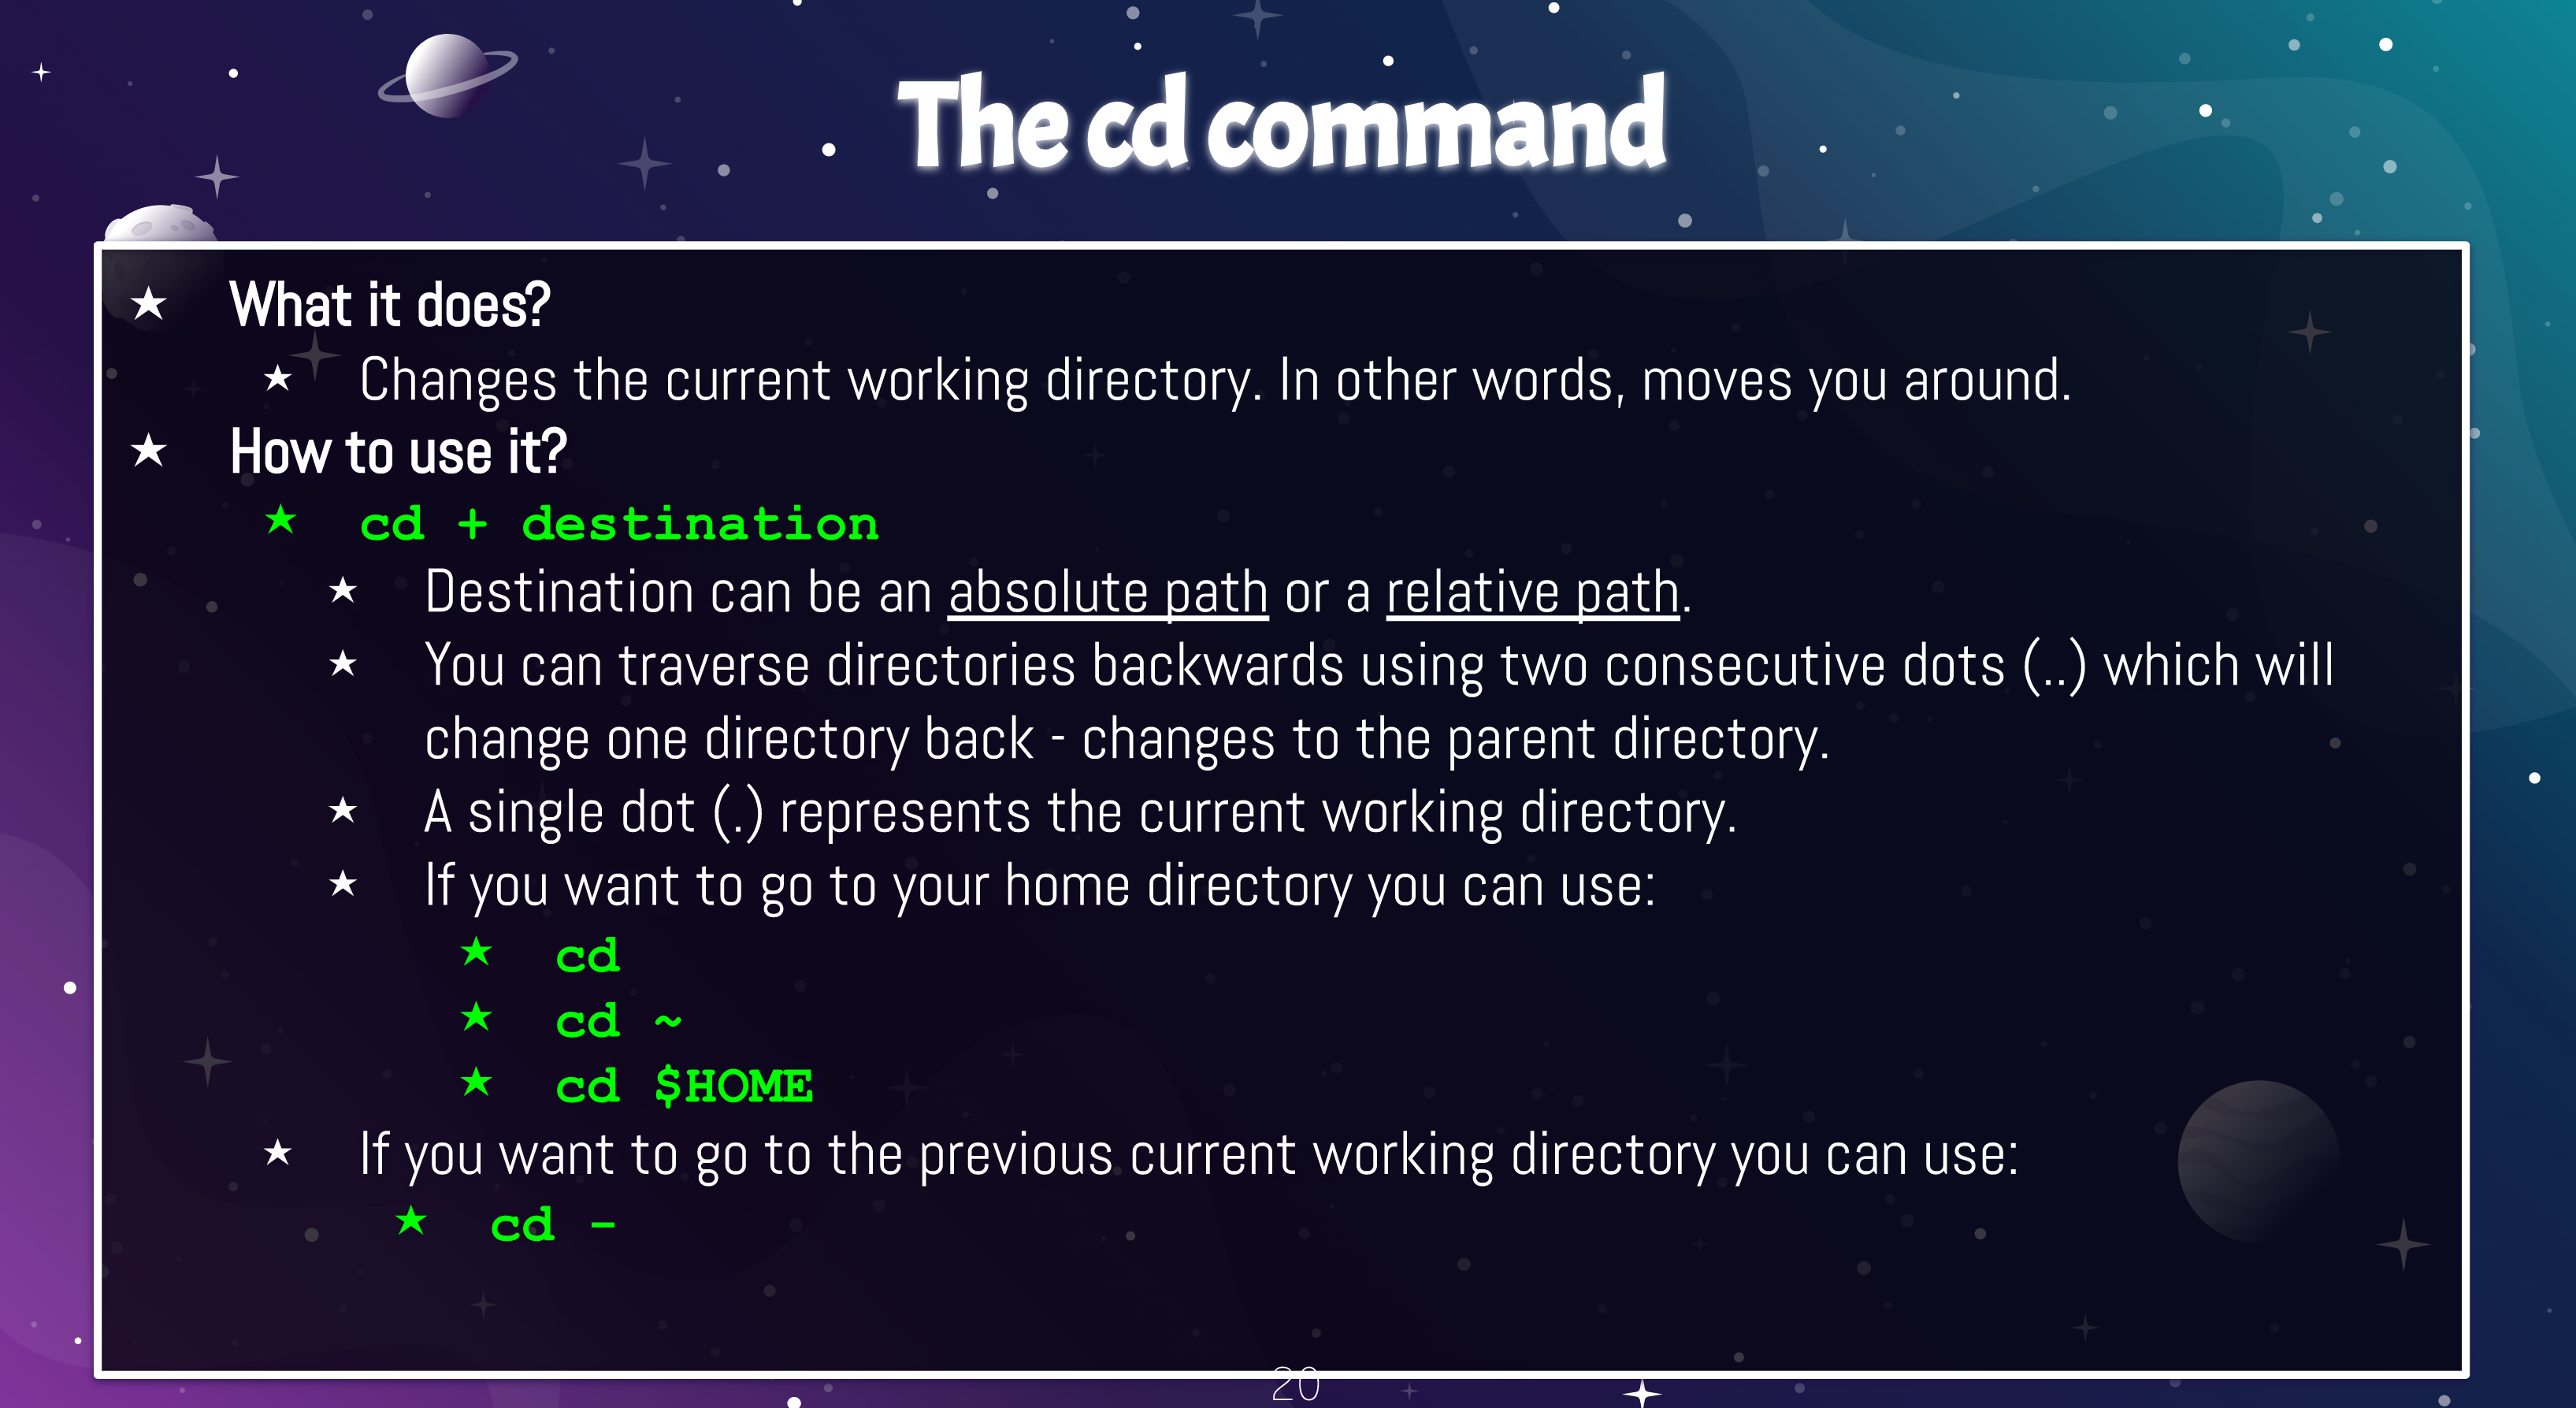 The cd command
★ What it does?
★ Changes the current working directory. In other words, moves you around.
★ How to use it?
★ cd + destination
★ Destination can be an absolute path or a relative path.
★ You can traverse directories backwards using two consecutive dots (..) which will
change one directory back - changes to the parent directory.
★ A single dot (.) represents the current working directory.
★ If you want to go to your home directory you can use:
★ cd
★ cd ~
★ cd $HOME
★ If you want to go to the previous current working directory you can use:
★ cd -
20